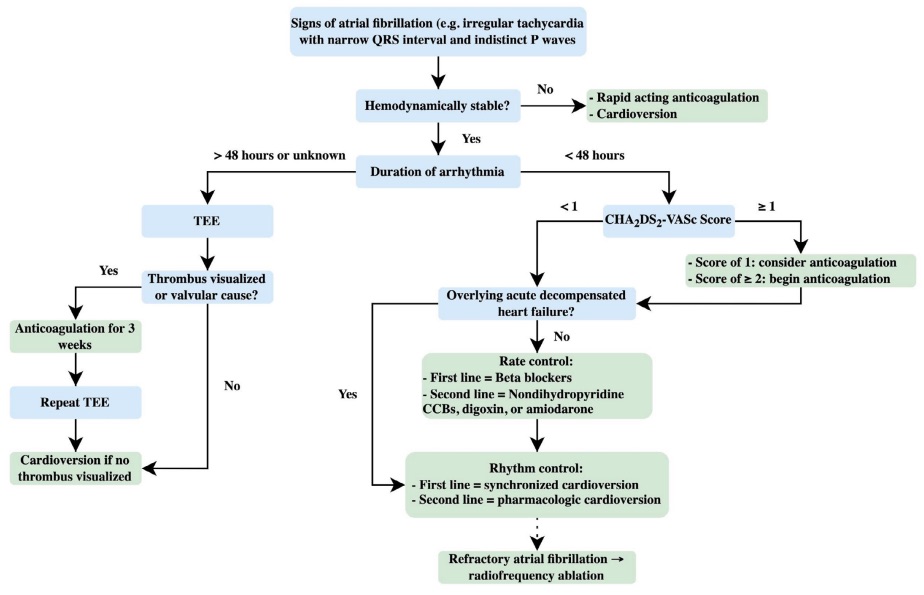 Signs of atrial fibrillation (e.g. irregular tachycardia
with narrow QRS interval and indistinct P waves
Hemodynamically stable?
No
- Rapid acting anticoagulation
- Cardioversion
Yes
> 48 hours or unknown
Duration of arrhythmia
< 48 hours
TEE
< 1
CHA₂DS₂-VASc Score
≥ 1
- Score of 1: consider anticoagulation
- Score of ≥ 2: begin anticoagulation
Yes
Thrombus visualized
or valvular cause?
Overlying acute decompensated
heart failure?
Anticoagulation for 3
weeks
No
Rate control:
- First line = Beta blockers
- Second line = Nondihydropyridine
CCBs, digoxin, or amiodarone
No
Yes
Repeat TEE
Cardioversion if no
thrombus visualized
Rhythm control:
- First line = synchronized cardioversion
- Second line = pharmacologic cardioversion
Refractory atrial fibrillation →
radiofrequency ablation